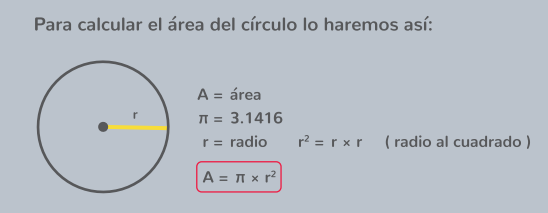 Para calcular el área del círculo lo haremos así:
r
A = área
π = 3.1416
r = radio r² = r × r ( radio al cuadrado )
A = π × r²